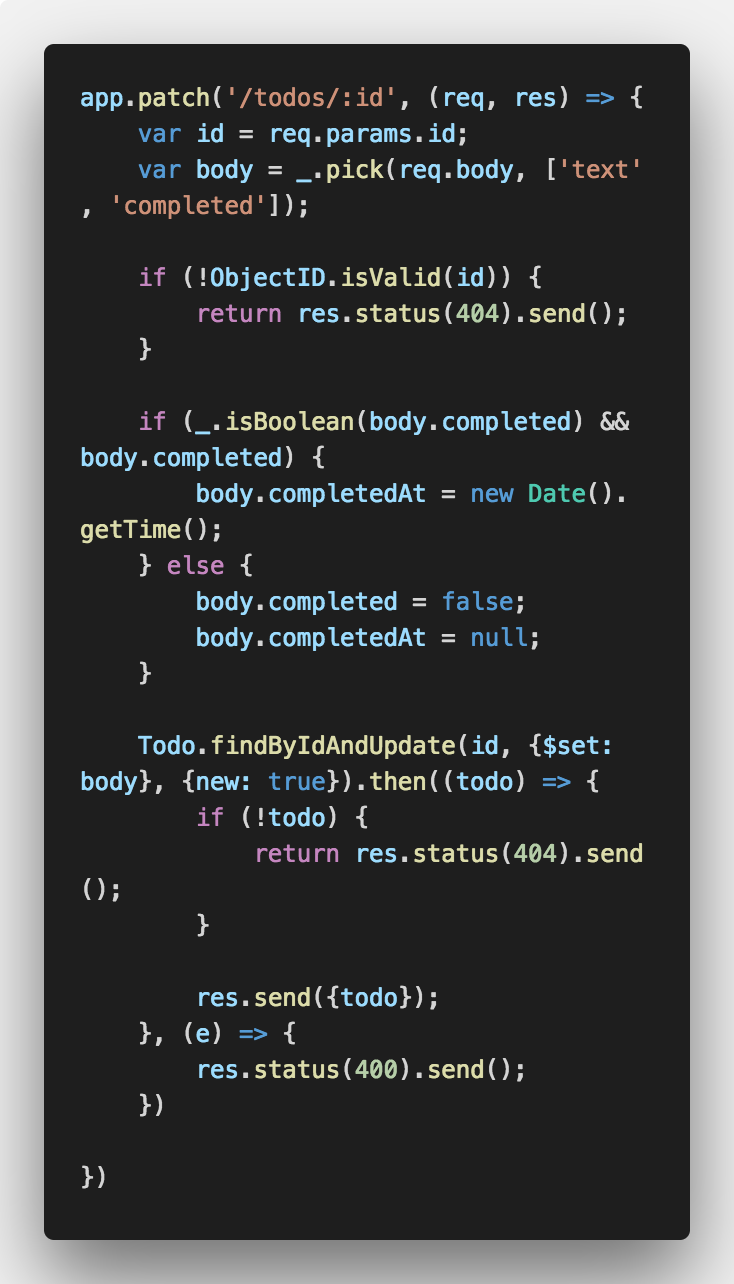 app.patch('/todos/:id', (req, res) => {
    var id = req.params.id;
    var body = _.pick(req.body, ['text'
, 'completed']);

    if (!ObjectID.isValid(id)) {
        return res.status(404).send();
    }

    if (_.isBoolean(body.completed) &&
body.completed) {
        body.completedAt = new Date().
getTime();
    } else {
        body.completed = false;
        body.completedAt = null;
    }

    Todo.findByIdAndUpdate(id, {$set:
body}, {new: true}).then((todo) => {
        if (!todo) {
            return res.status(404).send
();
        }

        res.send({todo});
    }, (e) => {
        res.status(400).send();
    })

})